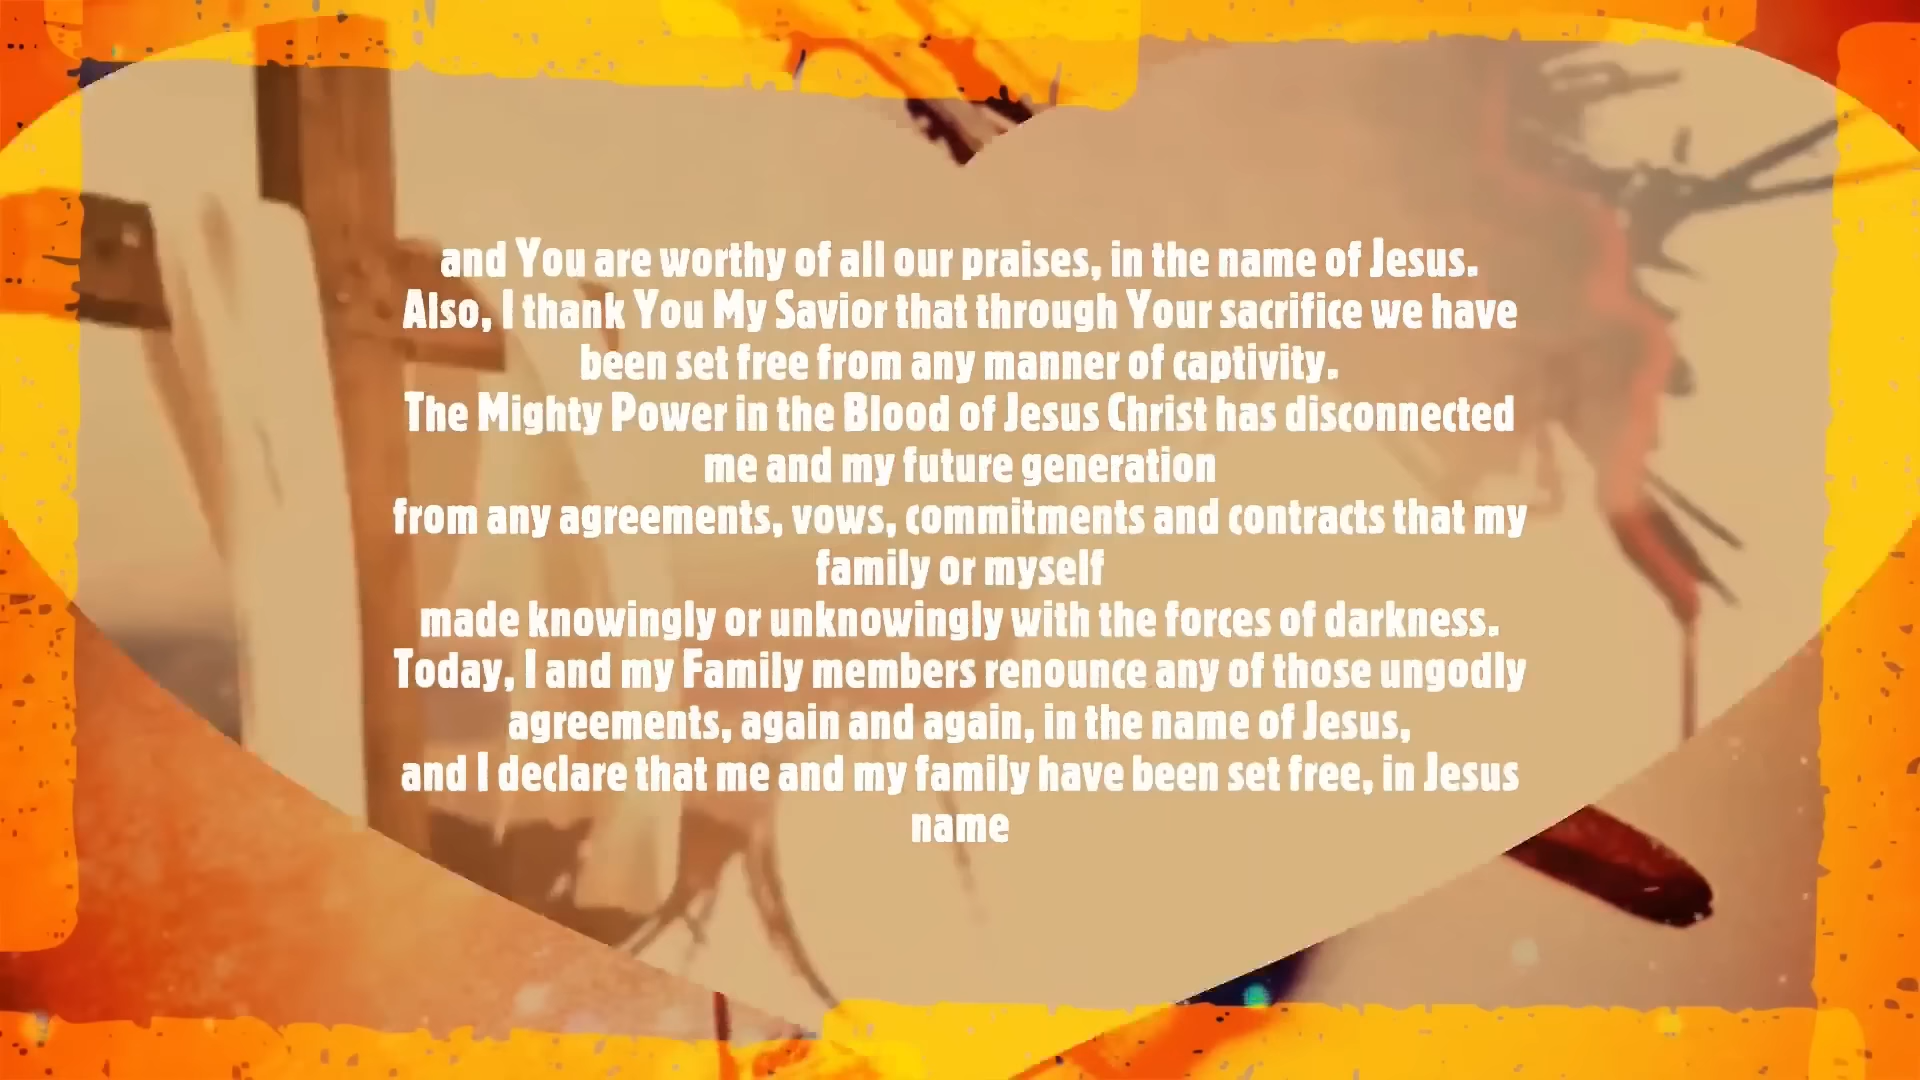 and You are worthy of all our praises, in the name of Jesus.
Also, I thank You My Savior that through Your sacrifice we have
been set free from any manner of captivity.
The Mighty Power in the Blood of Jesus Christ has disconnected
me and my future generation
from any agreements, vows, commitments and contracts that my
family or myself
made knowingly or unknowingly with the forces of darkness.
Today, I and my Family members renounce any of those ungodly
agreements, again and again, in the name of Jesus,
and I declare that me and my family have been set free, in Jesus
name